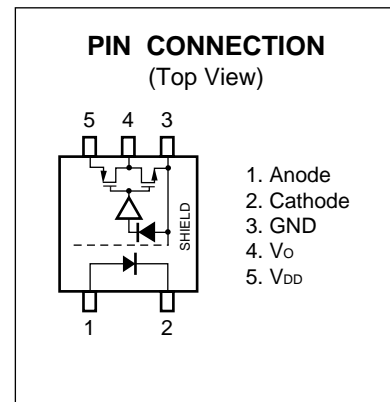 PIN CONNECTION
(Top View)
5 4 3
SHIELD
1 2
1. Anode
2. Cathode
3. GND
4. VO
5. VDD